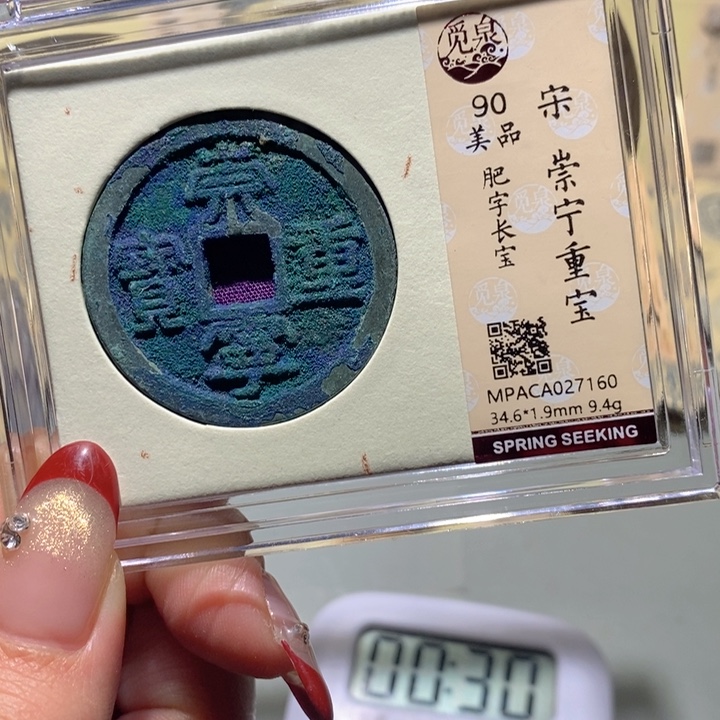 崇
重
寧
寳
觅泉
宋 崇宁重宝
90
美品
肥字长宝
MPACA027160
34.6*1.9mm 9.4g
SPRING SEEKING
00:30